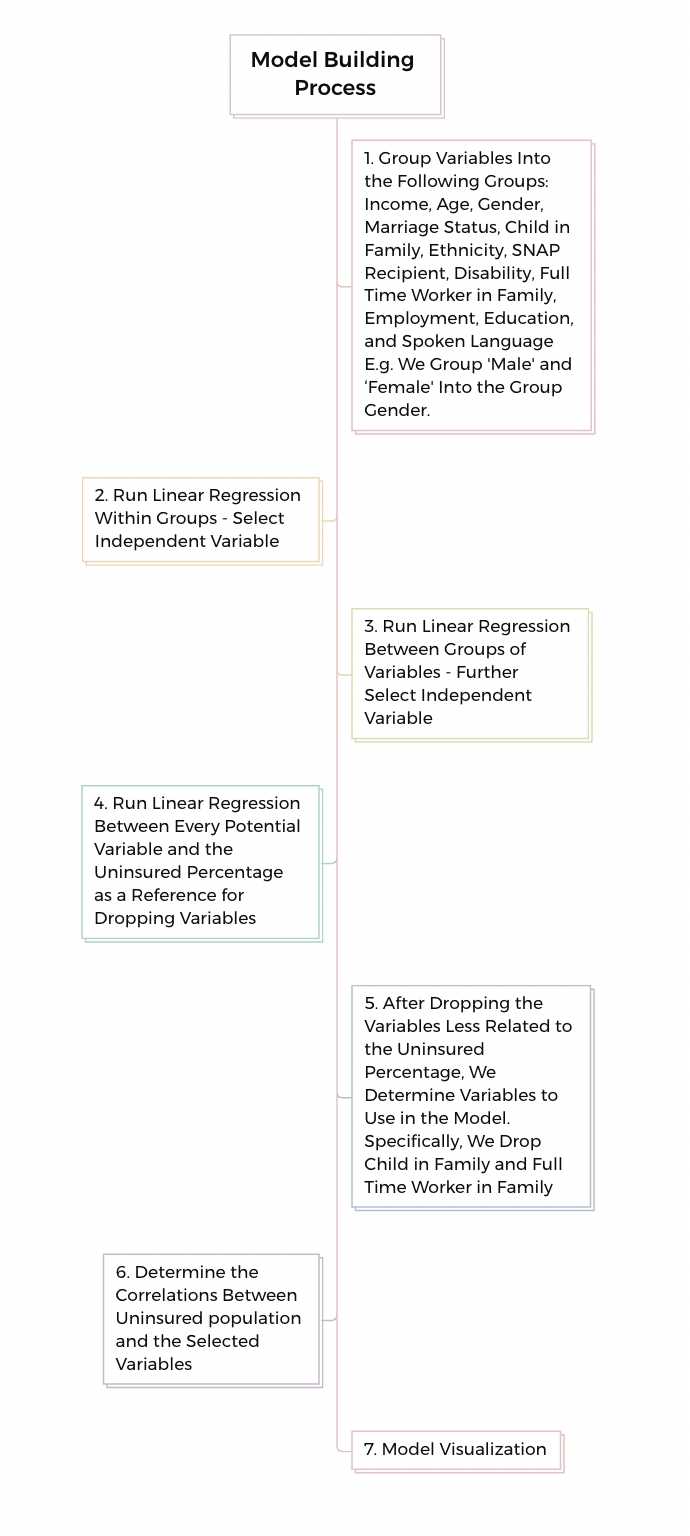 Model Building
Process
1. Group Variables Into
the Following Groups:
Income, Age, Gender,
Marriage Status, Child in
Family, Ethnicity, SNAP
Recipient, Disability, Full
Time Worker in Family,
Employment, Education,
and Spoken Language
E.g. We Group 'Male' and
‘Female' Into the Group
Gender.
2. Run Linear Regression
Within Groups - Select
Independent Variable
3. Run Linear Regression
Between Groups of
Variables - Further
Select Independent
Variable
4. Run Linear Regression
Between Every Potential
Variable and the
Uninsured Percentage
as a Reference for
Dropping Variables
5. After Dropping the
Variables Less Related to
the Uninsured
Percentage, We
Determine Variables to
Use in the Model.
Specifically, We Drop
Child in Family and Full
Time Worker in Family
6. Determine the
Correlations Between
Uninsured population
and the Selected
Variables
7. Model Visualization